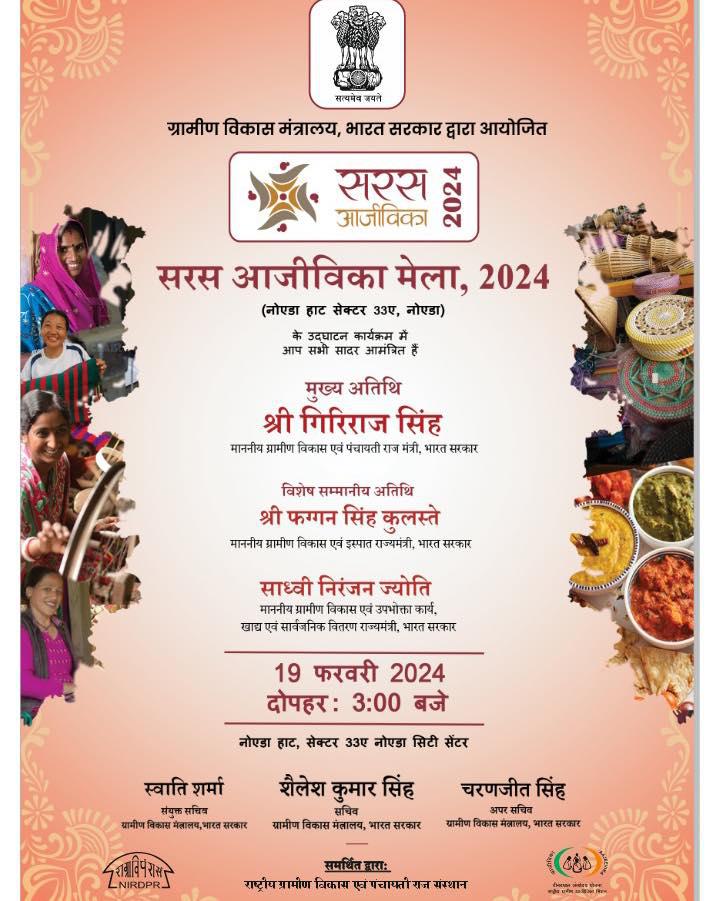 सत्यमेव जयते
ग्रामीण विकास मंत्रालय, भारत सरकार द्वारा आयोजित
सरस
आजीविका
2024
सरस आजीविका मेला, 2024
(नोएडा हाट सेक्टर 33ए, नोएडा)
के उदघाटन कार्यक्रम में
आप सभी सादर आमंत्रित हैं
मुख्य अतिथि
श्री गिरिराज सिंह
माननीय ग्रामीण विकास एवं पंचायती राज मंत्री, भारत सरकार
विशेष सम्मानीय अतिथि
श्री फग्गन सिंह कुलस्ते
माननीय ग्रामीण विकास एवं इस्पात राज्यमंत्री, भारत सरकार
साध्वी निरंजन ज्योति
माननीय ग्रामीण विकास एवं उपभोक्ता कार्य,
खाद्य एवं सार्वजनिक वितरण राज्यमंत्री, भारत सरकार
19 फरवरी 2024
दोपहर : 3:00 बजे
नोएडा हाट, सेक्टर 33ए नोएडा सिटी सेंटर
स्वाति शर्मा
संयुक्त सचिव
ग्रामीण विकास मंत्रालय,भारत सरकार
शैलेश कुमार सिंह
सचिव
ग्रामीण विकास मंत्रालय, भारत सरकार
चरणजीत सिंह
अपर सचिव
ग्रामीण विकास मंत्रालय, भारत सरकार
समर्थित द्वारा:
राष्ट्रीय ग्रामीण विकास एवं पंचायती राज संस्थान
NIRDPR